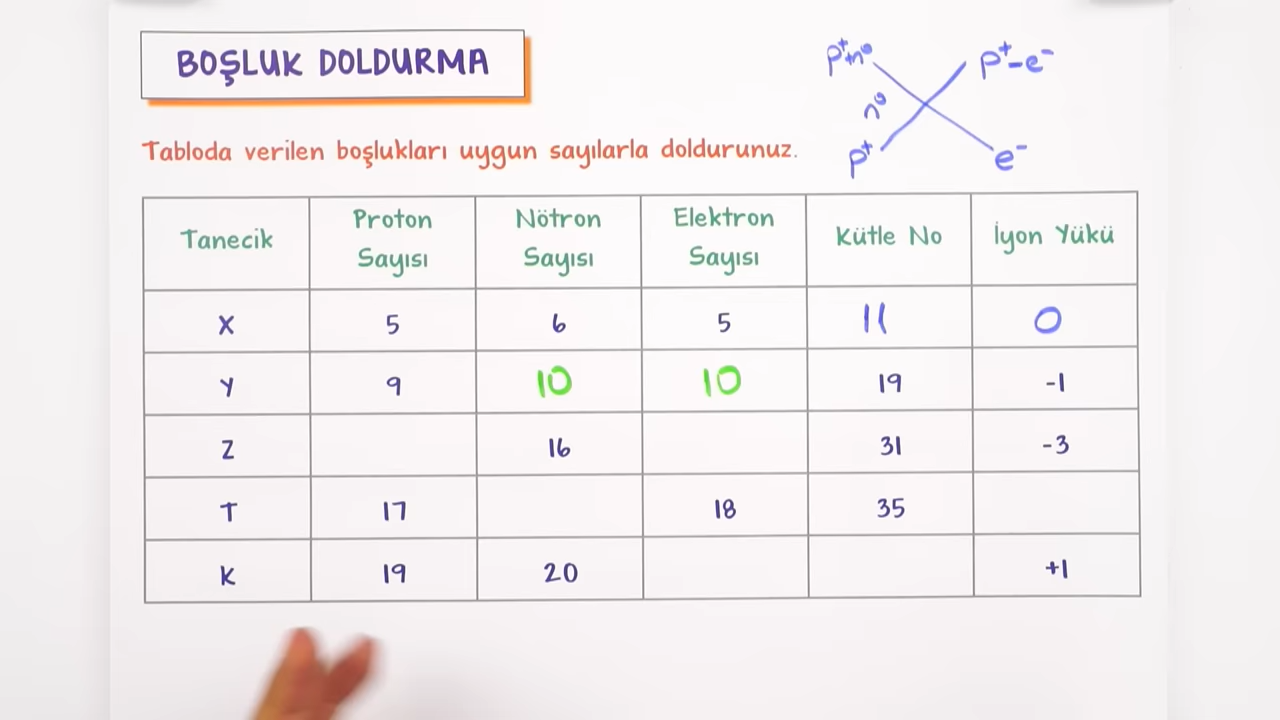 BOŞLUK DOLDURMA
p⁺+n⁰ p⁺-e⁻
n⁰
p⁺ e⁻
Tabloda verilen boşlukları uygun sayılarla doldurunuz.
Tanecik Proton Sayısı Nötron Sayısı Elektron Sayısı Kütle No İyon Yükü
X 5 6 5 11 0
Y 9 10 10 19 -1
Z 16 31 -3
T 17 18 35
K 19 20 +1